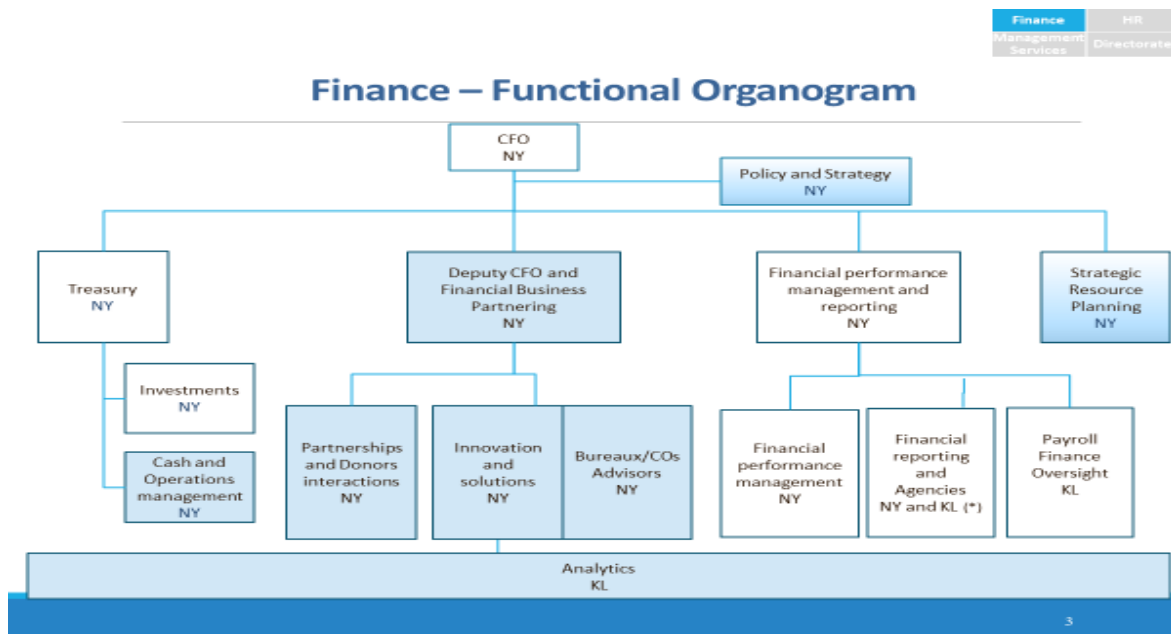 Finance
HR
Management
Services
Directorate
Finance – Functional Organogram
CFO
NY
Policy and Strategy
NY
Treasury
NY
Deputy CFO and
Financial Business
Partnering
NY
Financial performance
management and
reporting
NY
Strategic
Resource
Planning
NY
Investments
NY
Cash and
Operations
management
NY
Partnerships
and Donors
interactions
NY
Innovation
and
solutions
NY
Bureaux/COs
Advisors
NY
Financial
performance
management
NY
Financial
reporting
and
Agencies
NY and KL (*)
Payroll
Finance
Oversight
KL
Analytics
KL
3